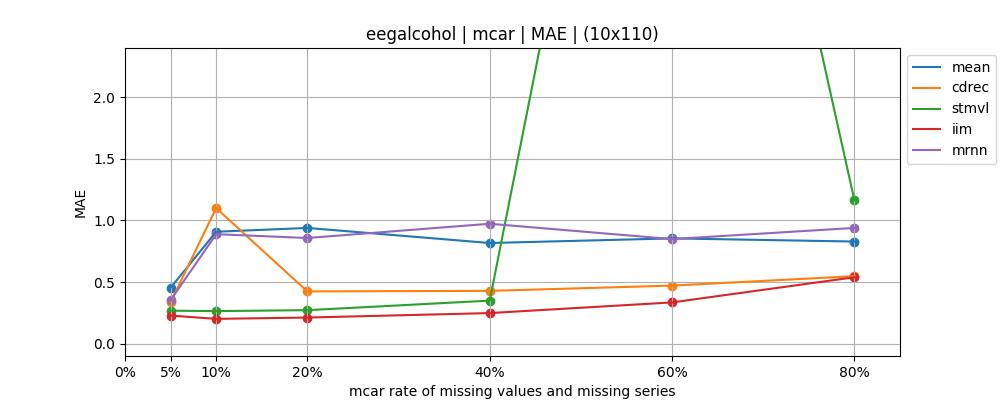 eegalcohol | mcar | MAE | (10x110)
MAE
2.0
1.5
1.0
0.5
0.0
0% 5% 10% 20% 40% 60% 80%
mcar rate of missing values and missing series
mean
cdrec
stmvl
iim
mrnn